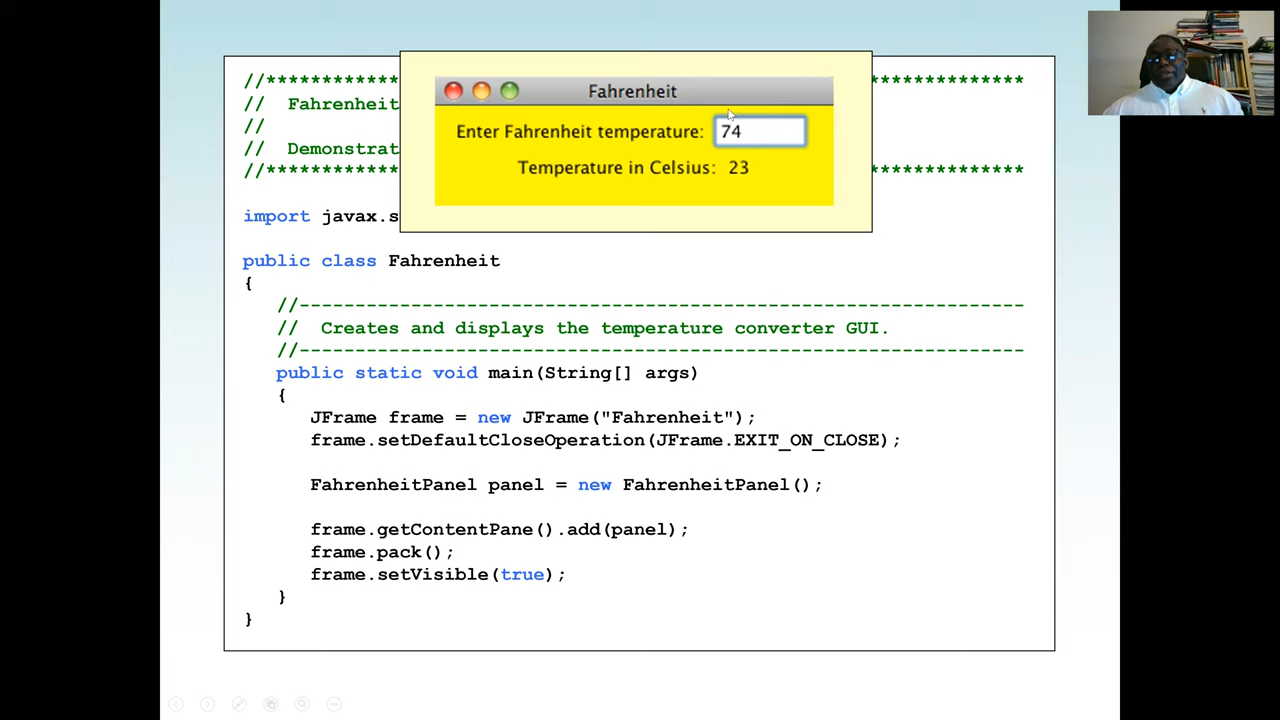 //************
************
// Fahrenheit
//
// Demonstrat
//************
************
Fahrenheit
Enter Fahrenheit temperature: 74
Temperature in Celsius: 23
import javax.s
public class Fahrenheit
{
//-----------------------------------------------------------------
// Creates and displays the temperature converter GUI.
//-----------------------------------------------------------------
public static void main(String[] args)
{
JFrame frame = new JFrame("Fahrenheit");
frame.setDefaultCloseOperation(JFrame.EXIT_ON_CLOSE);
FahrenheitPanel panel = new FahrenheitPanel();
frame.getContentPane().add(panel);
frame.pack();
frame.setVisible(true);
}
}